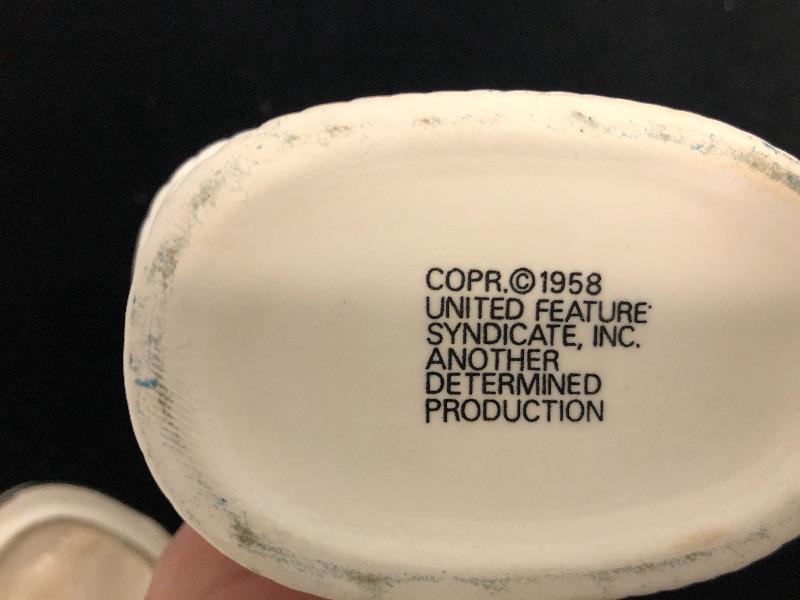 COPR.©1958
UNITED FEATURE
SYNDICATE, INC.
ANOTHER
DETERMINED
PRODUCTION